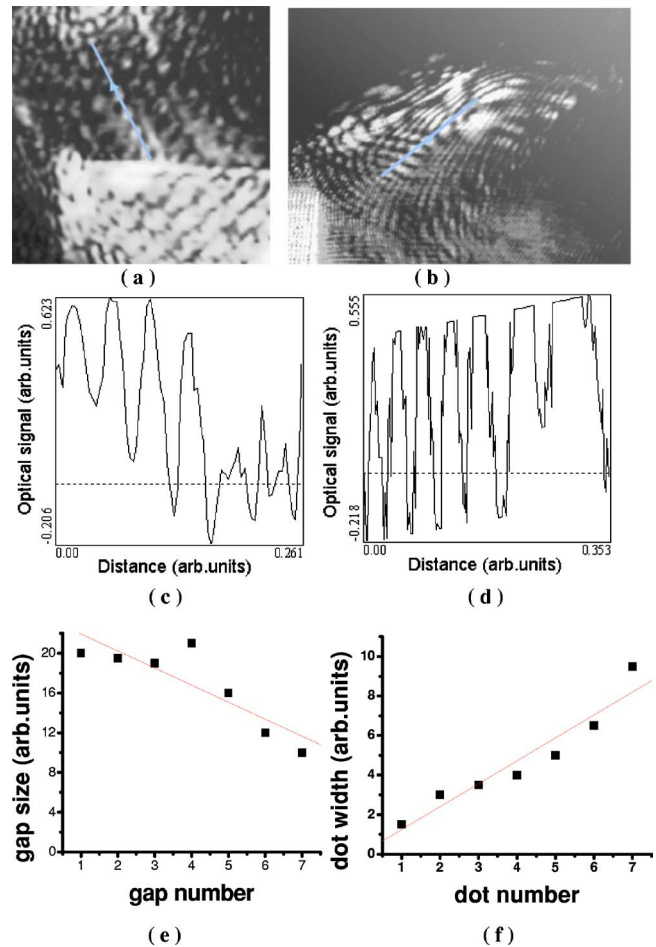 ( a )
( b )
0.623
Optical signal (arb.units)
-0.206
0.00
0.261
Distance (arb.units)
0.555
Optical signal (arb.units)
-0.218
0.00
0.353
Distance (arb.units)
( c )
( d )
20
16
12
8
4
0
gap size (arb.units)
1 2 3 4 5 6 7
gap number
10
8
6
4
2
0
dot width (arb.units)
1 2 3 4 5 6 7
dot number
( e )
( f )